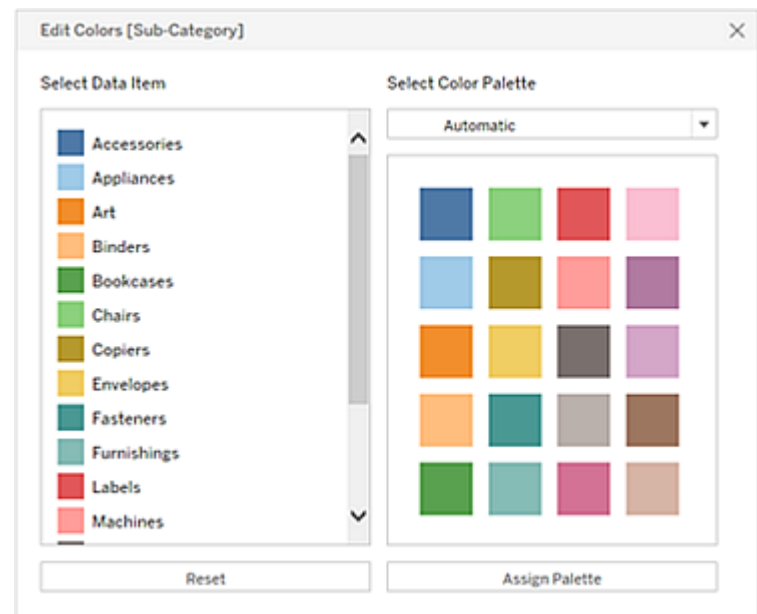 Edit Colors [Sub-Category]
Select Data Item
Accessories
Appliances
Art
Binders
Bookcases
Chairs
Copiers
Envelopes
Fasteners
Furnishings
Labels
Machines
Reset
Select Color Palette
Automatic
Assign Palette